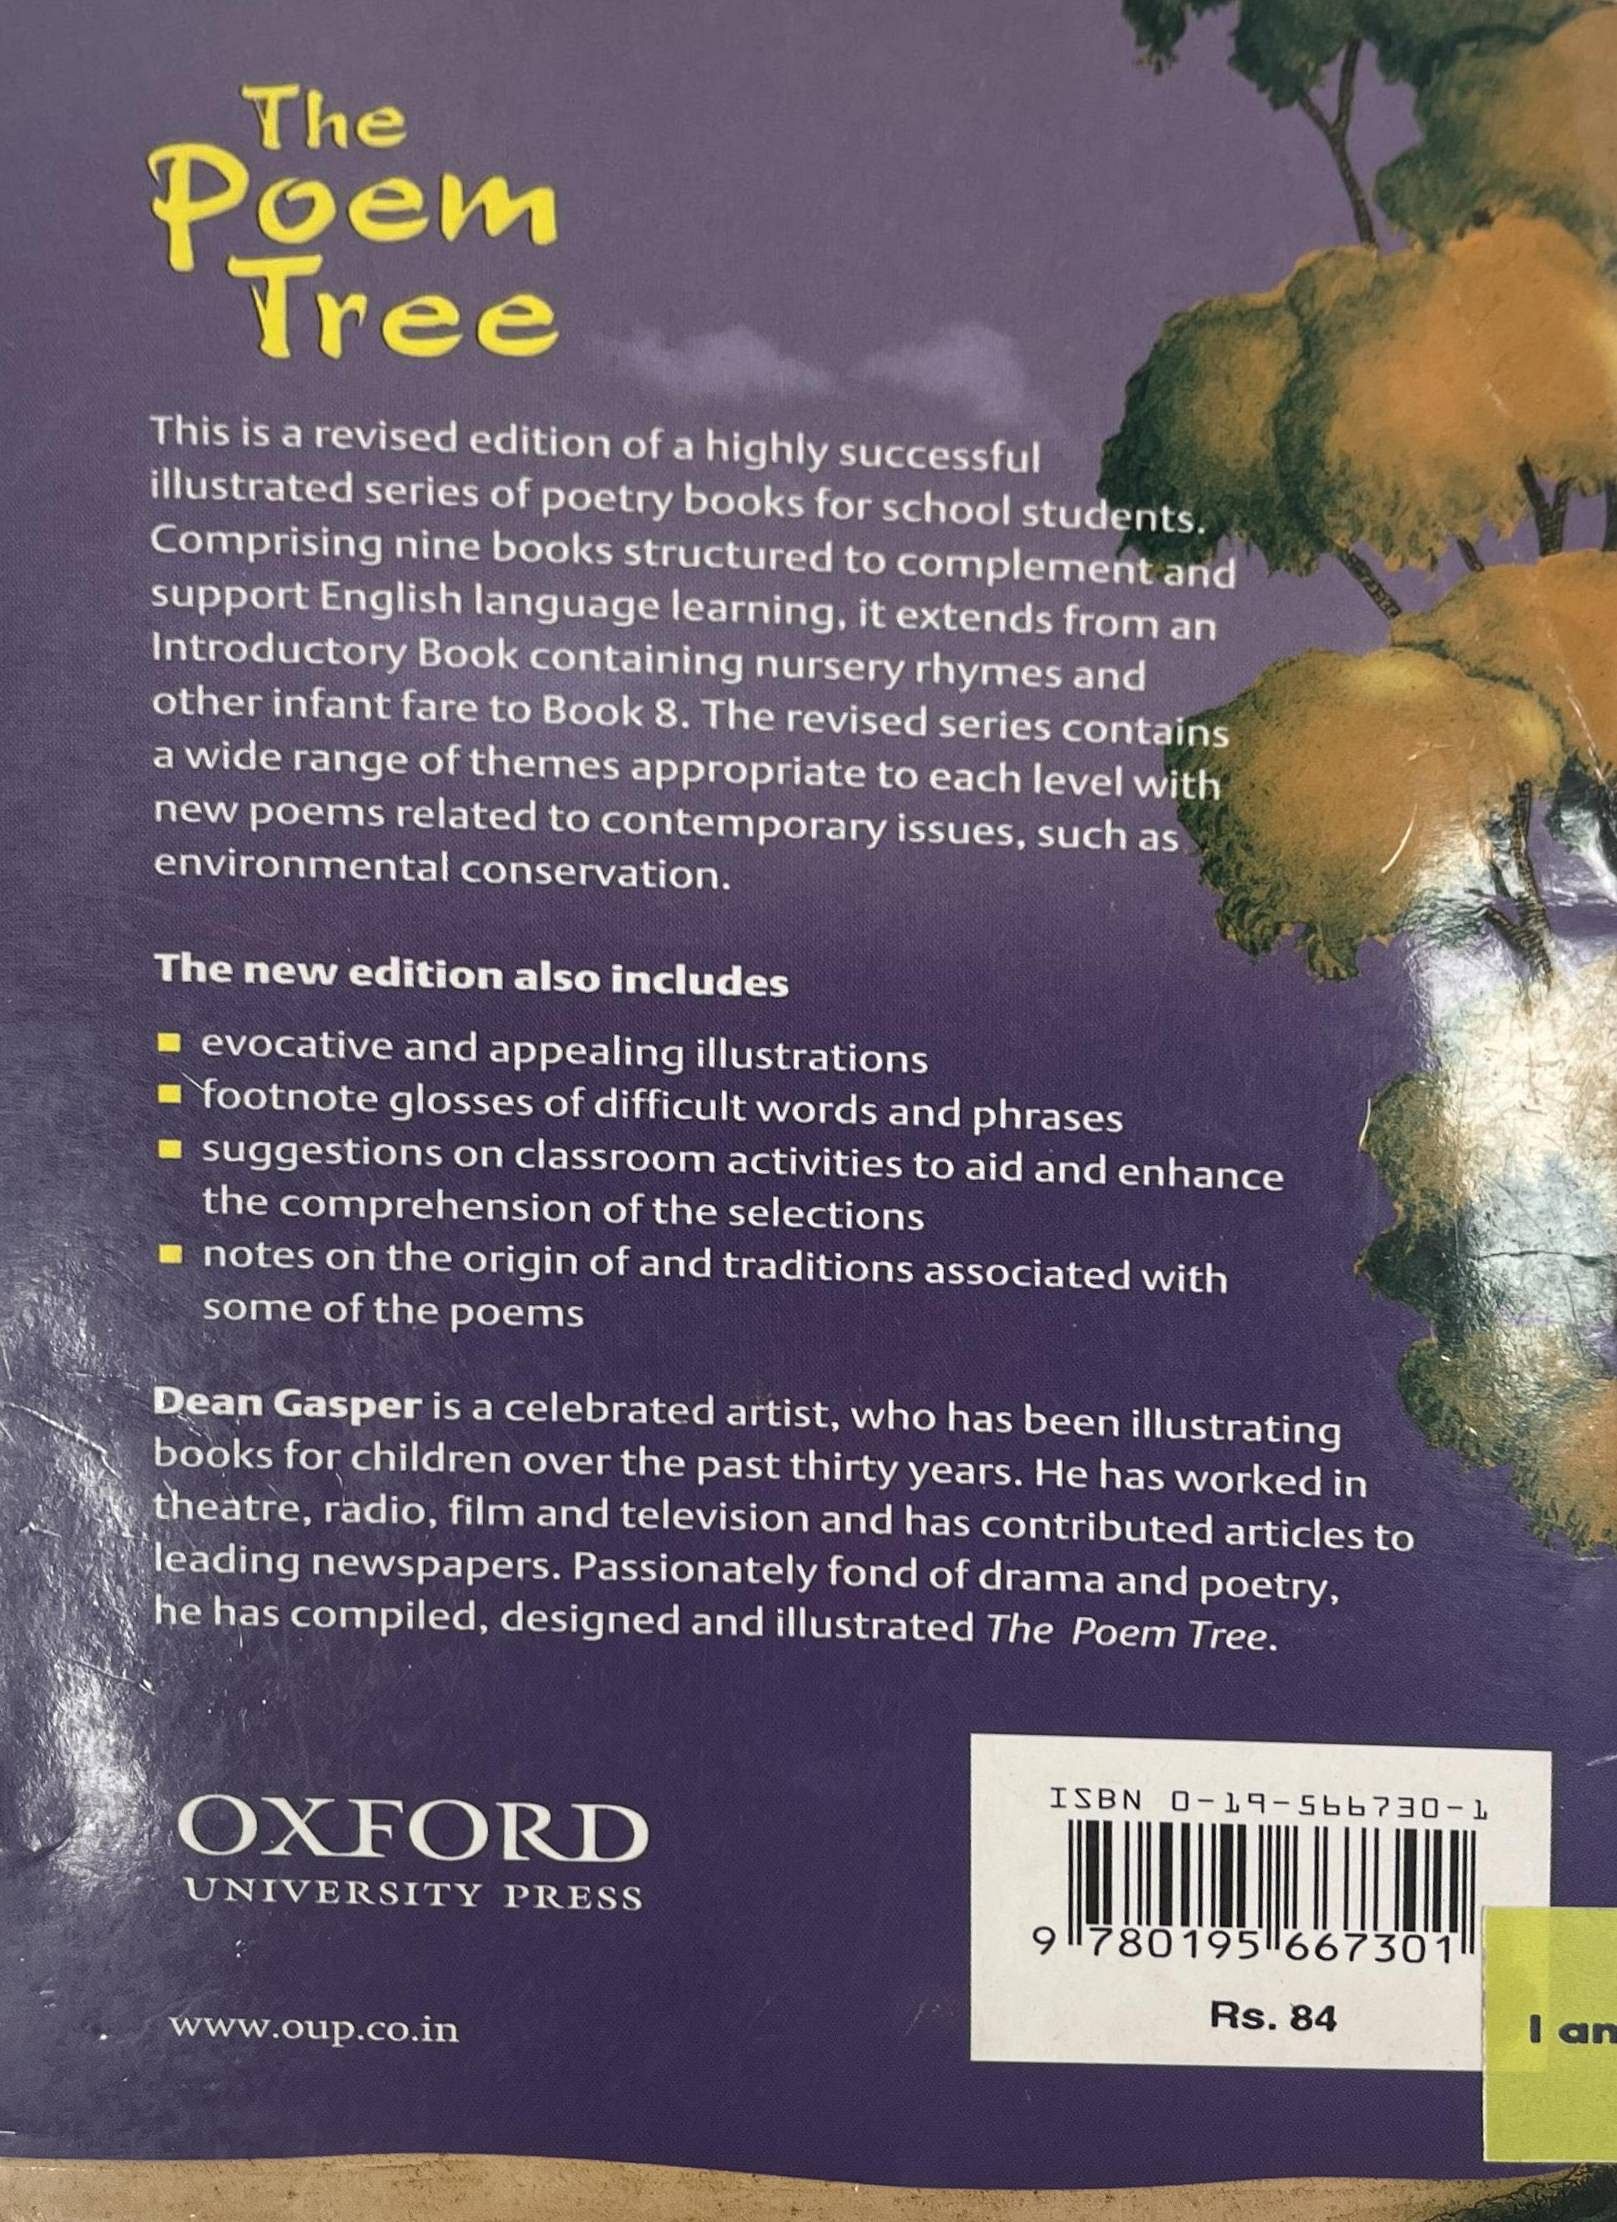 The
Poem
Tree
This is a revised edition of a highly successful
illustrated series of poetry books for school students.
Comprising nine books structured to complement and
support English language learning, it extends from an
Introductory Book containing nursery rhymes and
other infant fare to Book 8. The revised series contains
a wide range of themes appropriate to each level with
new poems related to contemporary issues, such as
environmental conservation.
The new edition also includes
■ evocative and appealing illustrations
■ footnote glosses of difficult words and phrases
■ suggestions on classroom activities to aid and enhance
the comprehension of the selections
■ notes on the origin of and traditions associated with
some of the poems
Dean Gasper is a celebrated artist, who has been illustrating
books for children over the past thirty years. He has worked in
theatre, radio, film and television and has contributed articles to
leading newspapers. Passionately fond of drama and poetry,
he has compiled, designed and illustrated The Poem Tree.
OXFORD
UNIVERSITY PRESS
www.oup.co.in
ISBN 0-19-566730-1
9 780195 667301
Rs. 84
I